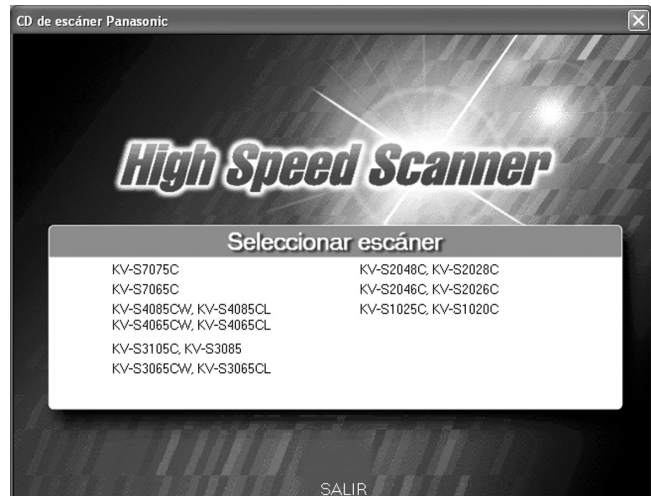 CD de escáner Panasonic
High Speed Scanner
Seleccionar escáner
KV-S7075C
KV-S7065C
KV-S4085CW, KV-S4085CL
KV-S4065CW, KV-S4065CL
KV-S3105C, KV-S3085
KV-S3065CW, KV-S3065CL
KV-S2048C, KV-S2028C
KV-S2046C, KV-S2026C
KV-S1025C, KV-S1020C
SALIR